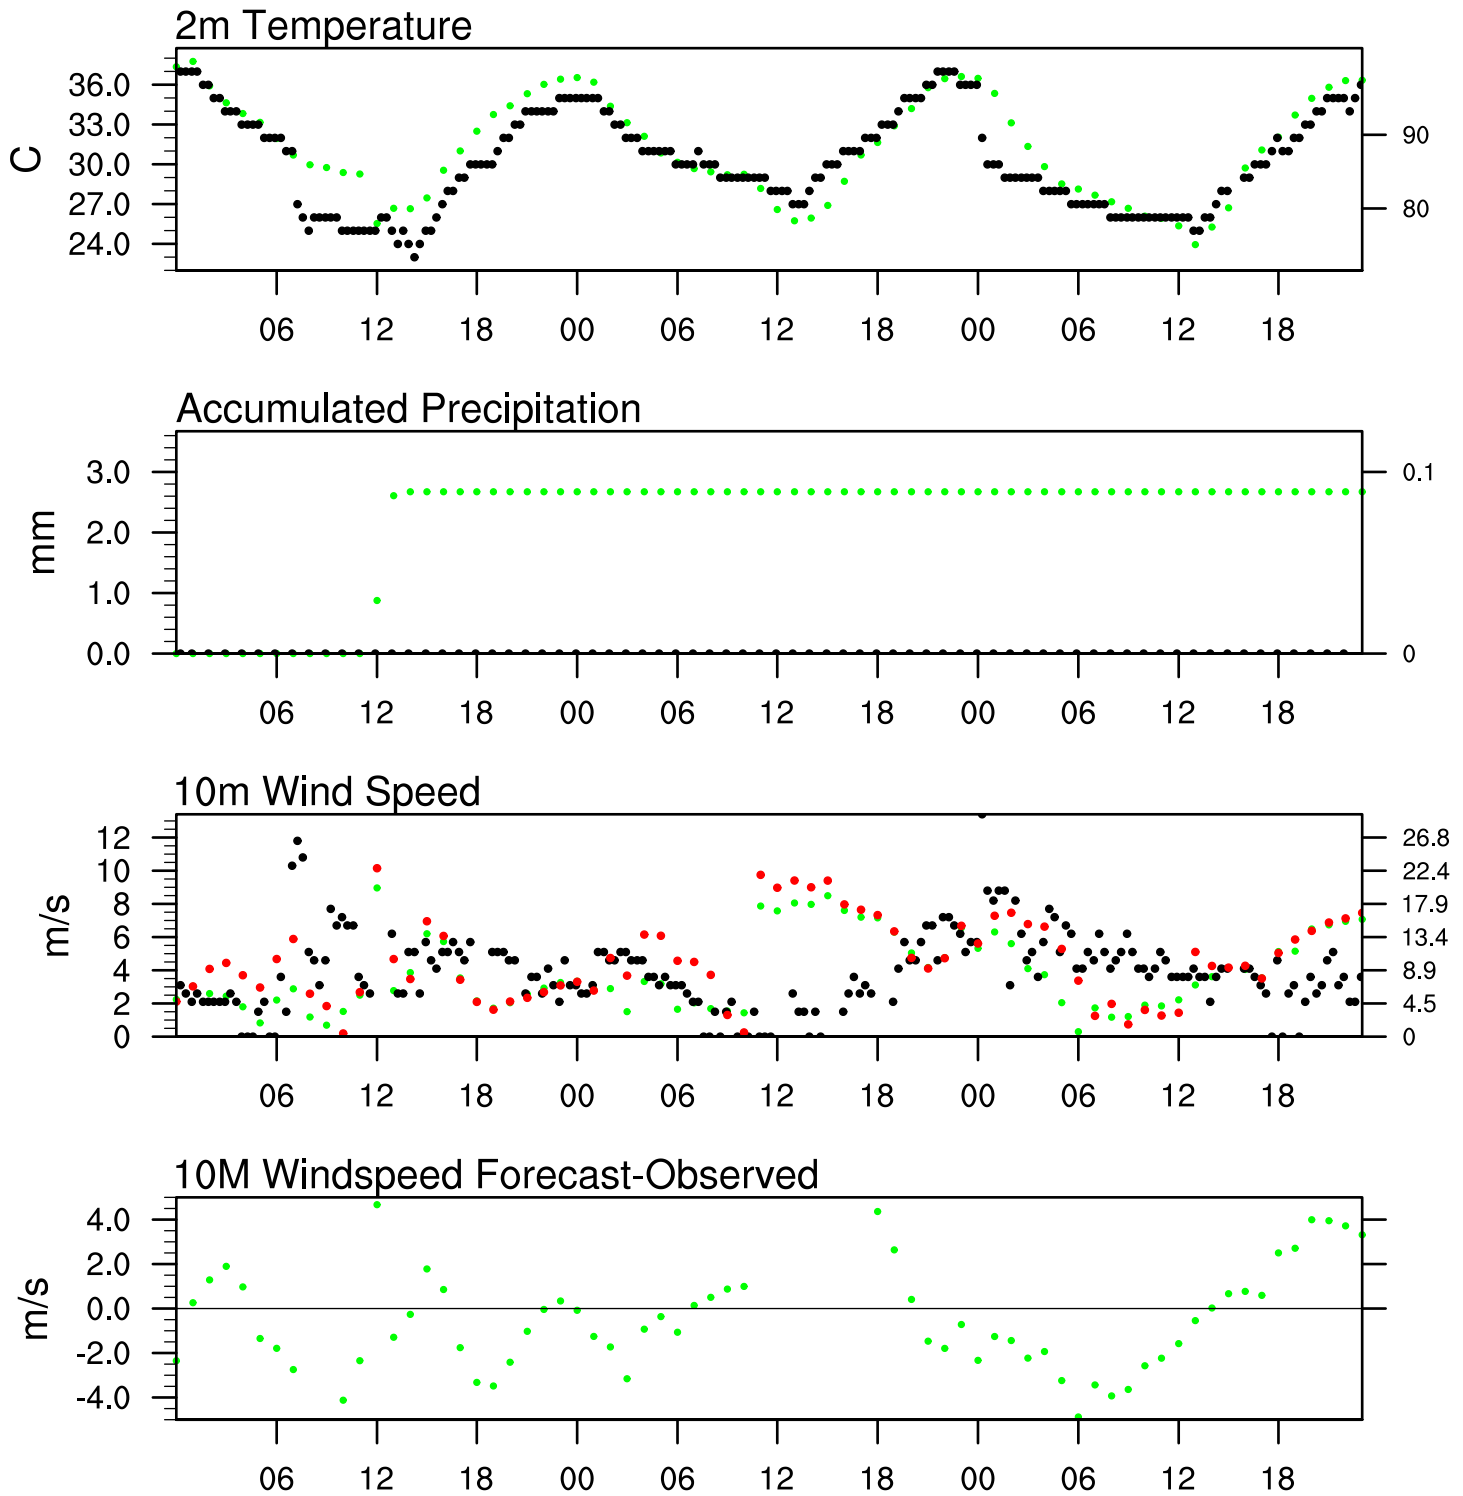 2m Temperature
C
36.0
33.0
30.0
27.0
24.0
90
80
06 12 18 00 06 12 18 00 06 12 18
Accumulated Precipitation
mm
3.0
2.0
1.0
0.0
0.1
0
06 12 18 00 06 12 18 00 06 12 18
10m Wind Speed
m/s
12
10
8
6
4
2
0
26.8
22.4
17.9
13.4
8.9
4.5
0
06 12 18 00 06 12 18 00 06 12 18
10M Windspeed Forecast-Observed
m/s
4.0
2.0
0.0
-2.0
-4.0
06 12 18 00 06 12 18 00 06 12 18